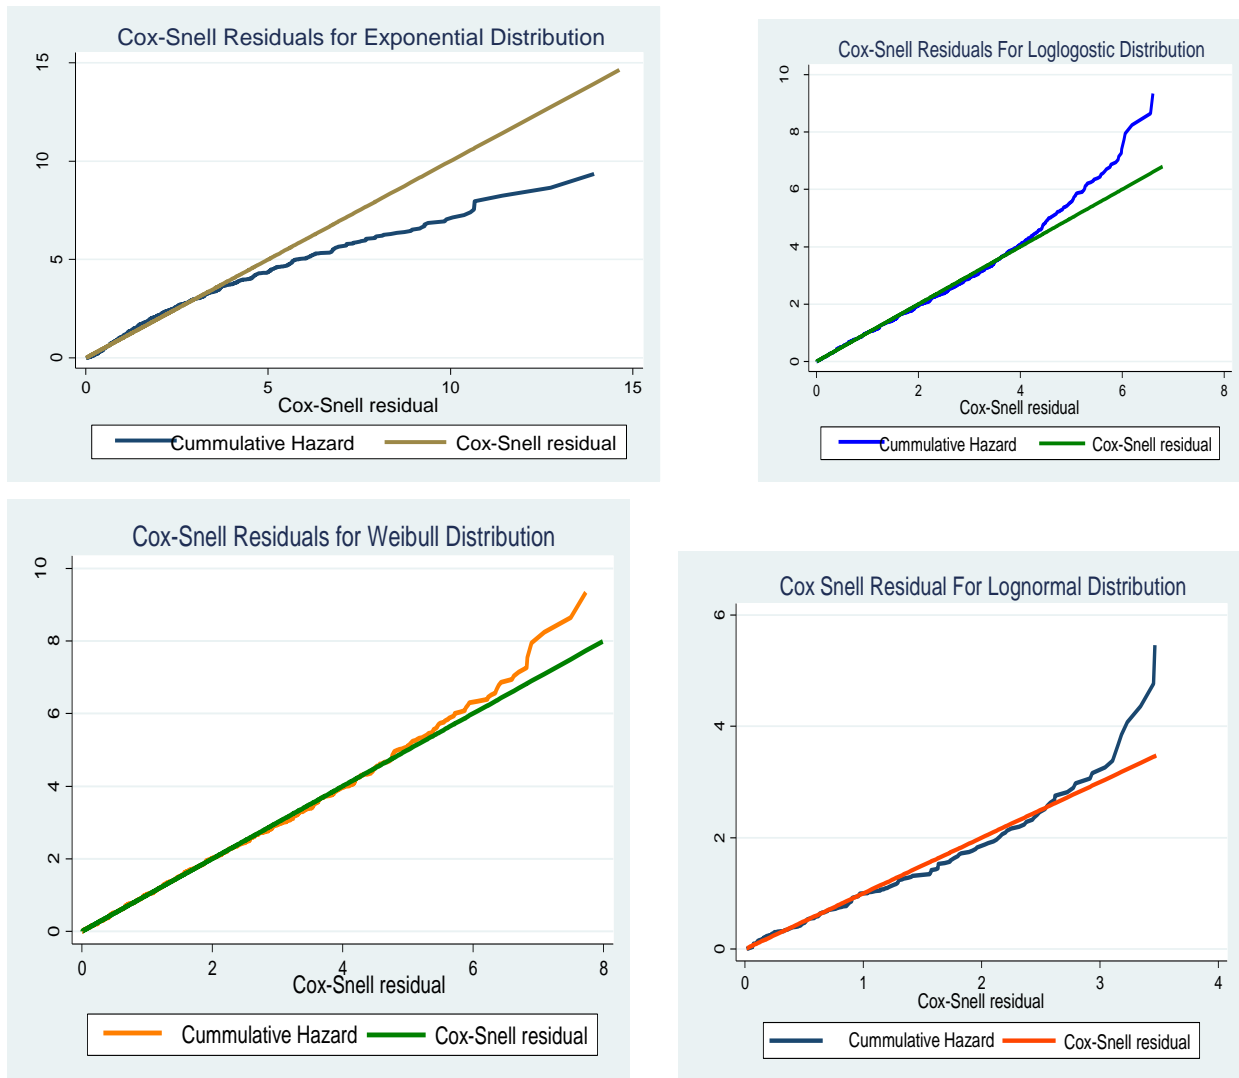 Cox-Snell Residuals for Exponential Distribution
15
10
5
0
0 5 10 15
Cox-Snell residual
Cummulative Hazard Cox-Snell residual
Cox-Snell Residuals For Loglogostic Distribution
10
8
6
4
2
0
0 2 4 6 8
Cox-Snell residual
Cummulative Hazard Cox-Snell residual
Cox-Snell Residuals for Weibull Distribution
10
8
6
4
2
0
0 2 4 6 8
Cox-Snell residual
Cummulative Hazard Cox-Snell residual
Cox Snell Residual For Lognormal Distribution
6
4
2
0
0 1 2 3 4
Cox-Snell residual
Cummulative Hazard Cox-Snell residual